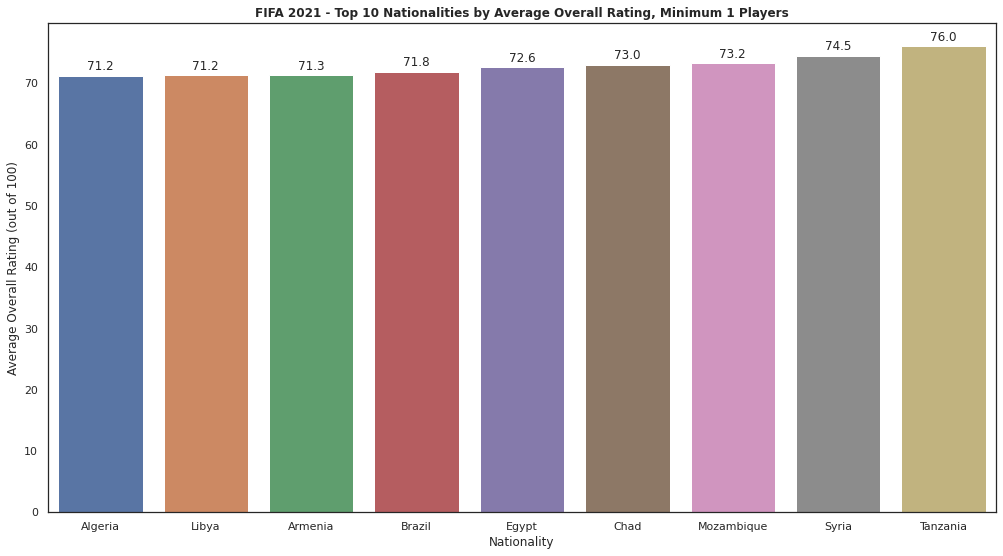 FIFA 2021 - Top 10 Nationalities by Average Overall Rating, Minimum 1 Players
Average Overall Rating (out of 100)
70
60
50
40
30
20
10
0
71.2
71.2
71.3
71.8
72.6
73.0
73.2
74.5
76.0
Algeria
Libya
Armenia
Brazil
Egypt
Chad
Mozambique
Syria
Tanzania
Nationality